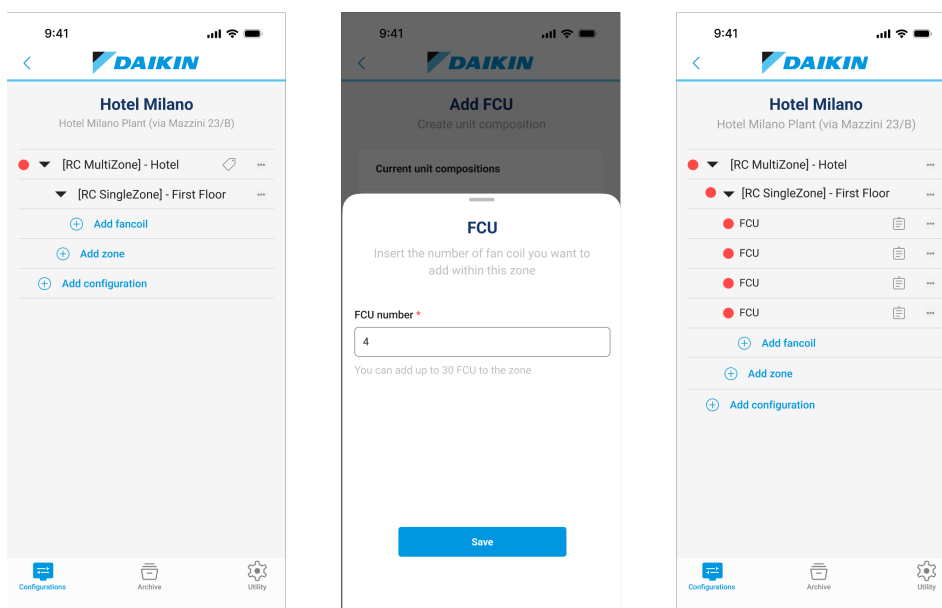 9:41
DAIKIN
Hotel Milano
Hotel Milano Plant (via Mazzini 23/B)
[RC MultiZone] - Hotel
[RC SingleZone] - First Floor
Add fancoil
Add zone
Add configuration
Configurations
Archive
Utility
9:41
DAIKIN
Add FCU
Create unit composition
Current unit compositions
FCU
Insert the number of fan coil you want to
add within this zone
FCU number *
4
You can add up to 30 FCU to the zone
Save
9:41
DAIKIN
Hotel Milano
Hotel Milano Plant (via Mazzini 23/B)
[RC MultiZone] - Hotel
[RC SingleZone] - First Floor
FCU
FCU
FCU
FCU
Add fancoil
Add zone
Add configuration
Configurations
Archive
Utility